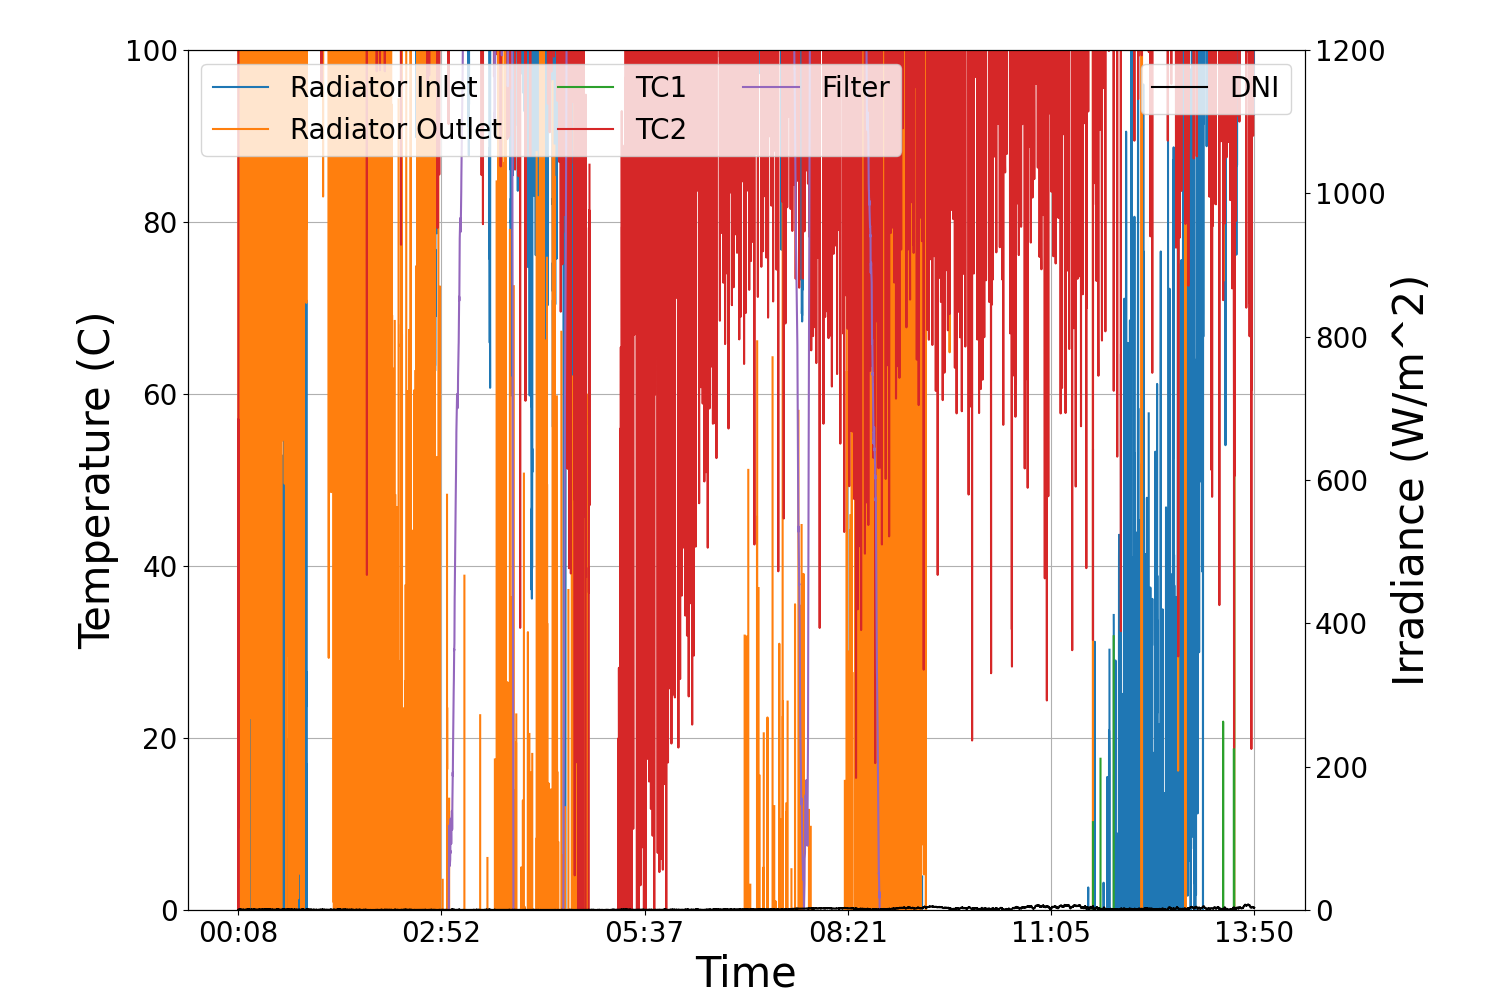 100
80
60
40
20
0
Temperature (C)
Radiator Inlet
Radiator Outlet
TC1
TC2
Filter
DNI
1200
1000
800
600
400
200
0
Irradiance (W/m^2)
00:08 02:52 05:37 08:21 11:05 13:50
Time